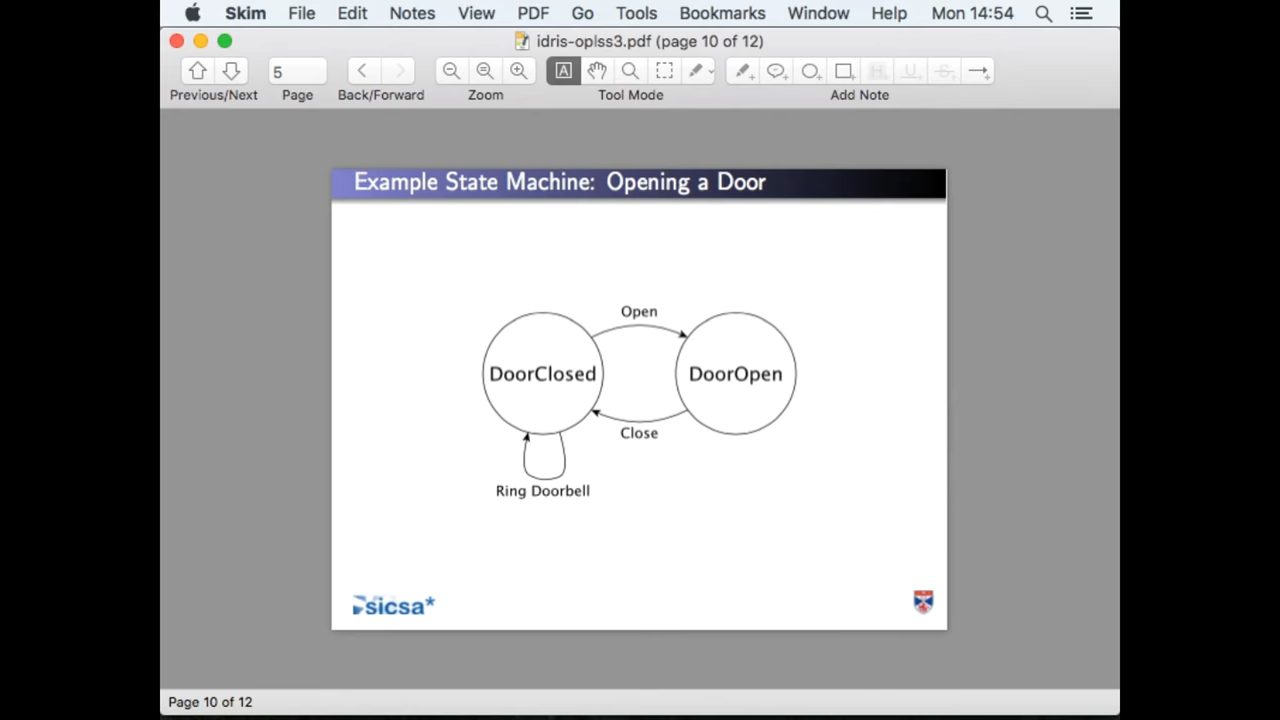 Skim File Edit Notes View PDF Go Tools Bookmarks Window Help Mon 14:54
idris-oplss3.pdf (page 10 of 12)
5
Previous/Next Page Back/Forward Zoom Tool Mode Add Note
Example State Machine: Opening a Door
Open
DoorClosed DoorOpen
Close
Ring Doorbell
sicsa*
Page 10 of 12